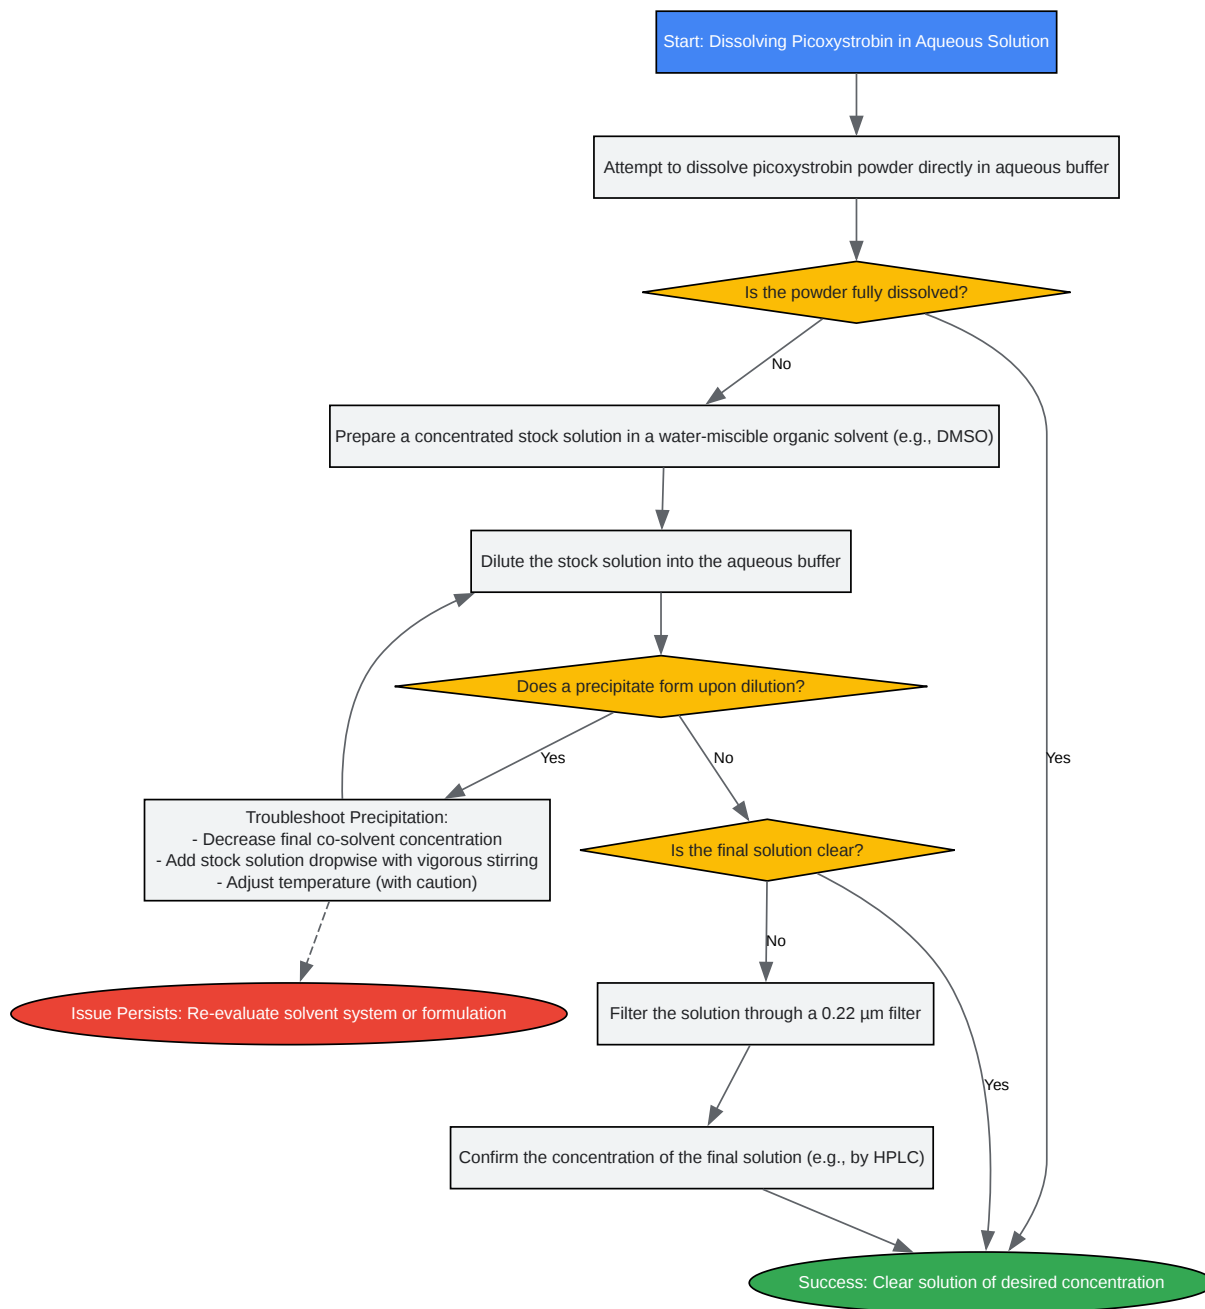 Start: Dissolving Picoxystrobin in Aqueous Solution
Attempt to dissolve picoxystrobin powder directly in aqueous buffer
Is the powder fully dissolved?
No
Prepare a concentrated stock solution in a water-miscible organic solvent (e.g., DMSO)
Dilute the stock solution into the aqueous buffer
Does a precipitate form upon dilution?
Yes
No
Yes
Troubleshoot Precipitation:
- Decrease final co-solvent concentration
- Add stock solution dropwise with vigorous stirring
- Adjust temperature (with caution)
Is the final solution clear?
No
Issue Persists: Re-evaluate solvent system or formulation
Filter the solution through a 0.22 µm filter
Yes
Confirm the concentration of the final solution (e.g., by HPLC)
Success: Clear solution of desired concentration